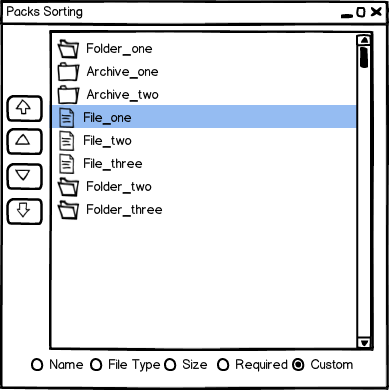 Packs Sorting
Folder_one
Archive_one
Archive_two
File_one
File_two
File_three
Folder_two
Folder_three
Name File Type Size Required Custom